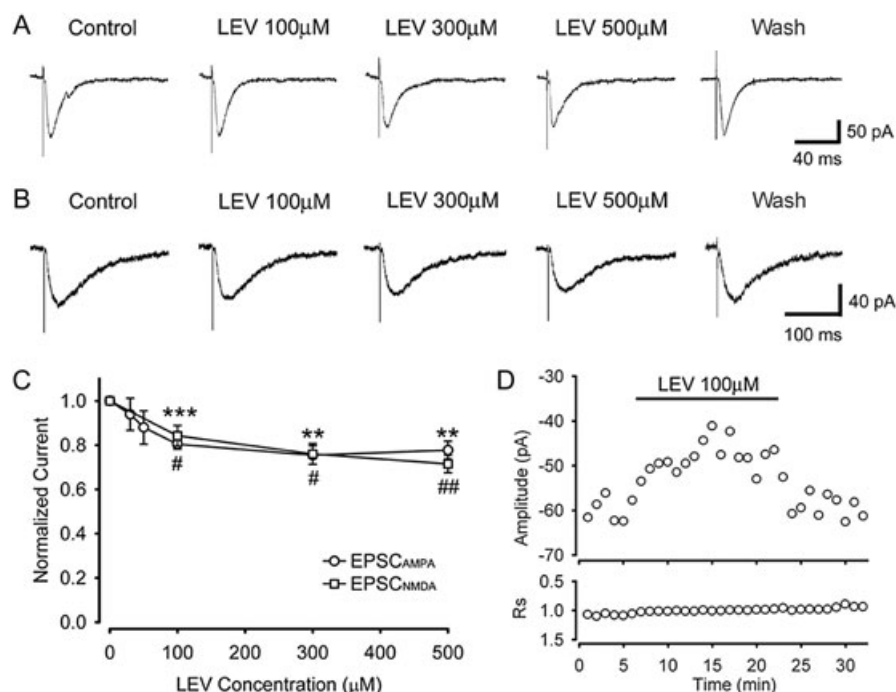 A
Control
LEV 100μM
LEV 300μM
LEV 500μM
Wash
50 pA
40 ms
B
Control
LEV 100μM
LEV 300μM
LEV 500μM
Wash
40 pA
100 ms
C
Normalized Current
1.0
0.8
0.6
0.4
0.2
0.0
***
**
**
#
#
##
EPSCAMPA
EPSCNMDA
0
100
200
300
400
500
LEV Concentration (μM)
D
LEV 100μM
Amplitude (pA)
-30
-40
-50
-60
-70
Rs
0.5
1.0
1.5
0
5
10
15
20
25
30
Time (min)